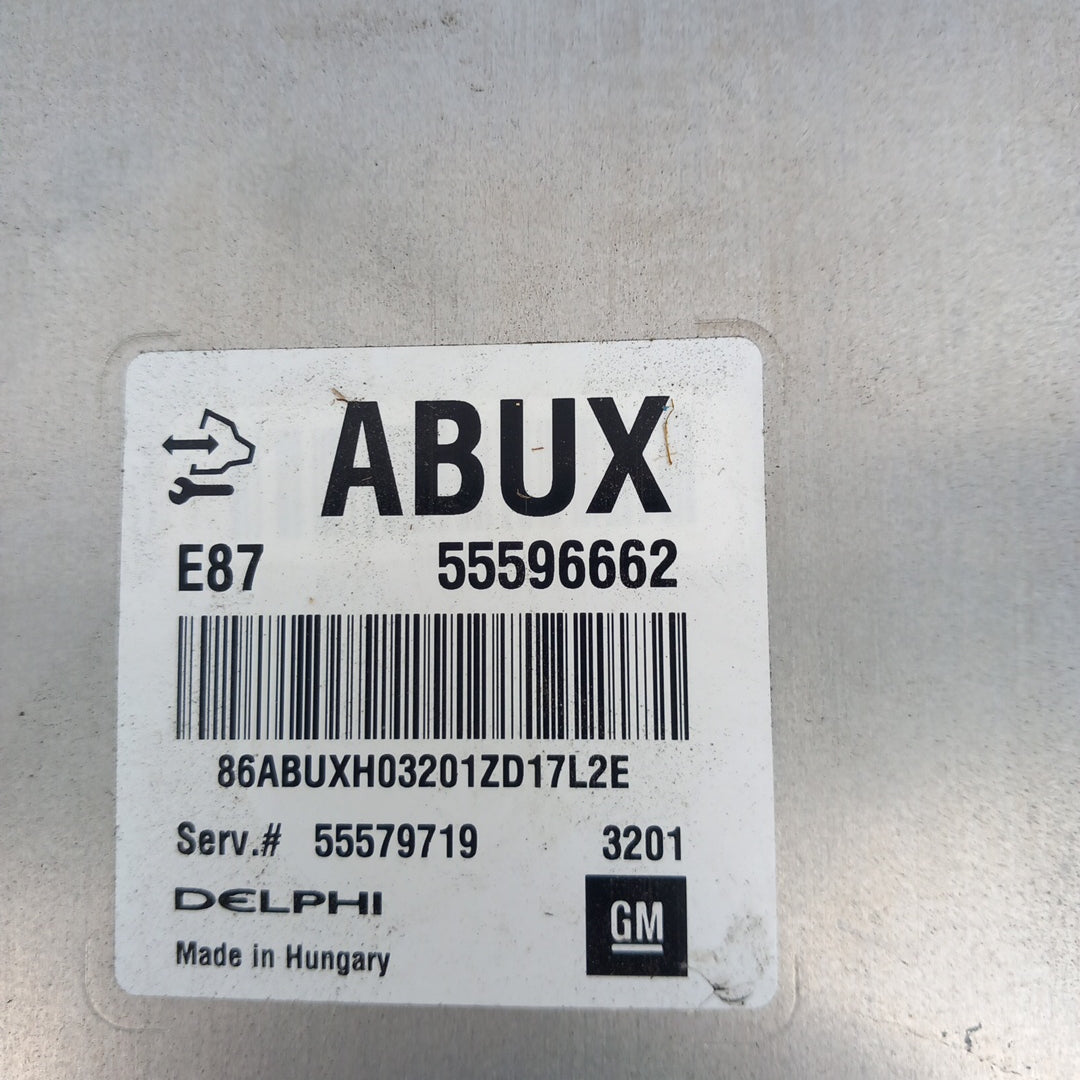 ABUX
E87 55596662
86ABUXH03201ZD17L2E
Serv.# 55579719 3201
DELPHI
GM
Made in Hungary